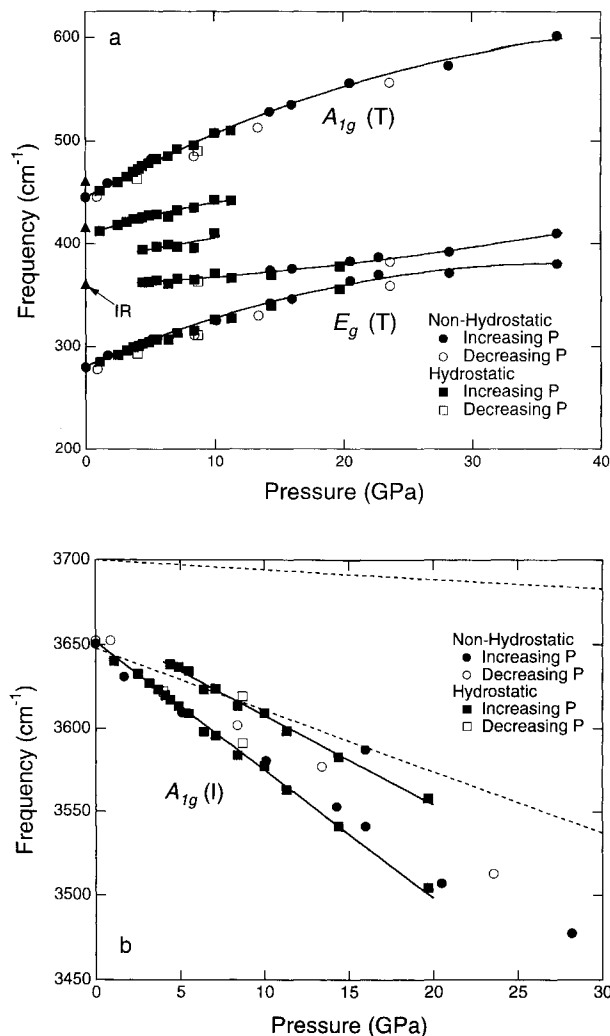 a
600
500
400
300
200
Frequency (cm⁻¹)
A₁g (T)
IR
E_g (T)
Non-Hydrostatic
● Increasing P
○ Decreasing P
Hydrostatic
■ Increasing P
□ Decreasing P
0 10 20 30 40
Pressure (GPa)
3700
3650
3600
3550
3500
3450
Frequency (cm⁻¹)
Non-Hydrostatic
● Increasing P
○ Decreasing P
Hydrostatic
■ Increasing P
□ Decreasing P
A₁g (I)
b
0 5 10 15 20 25 30
Pressure (GPa)